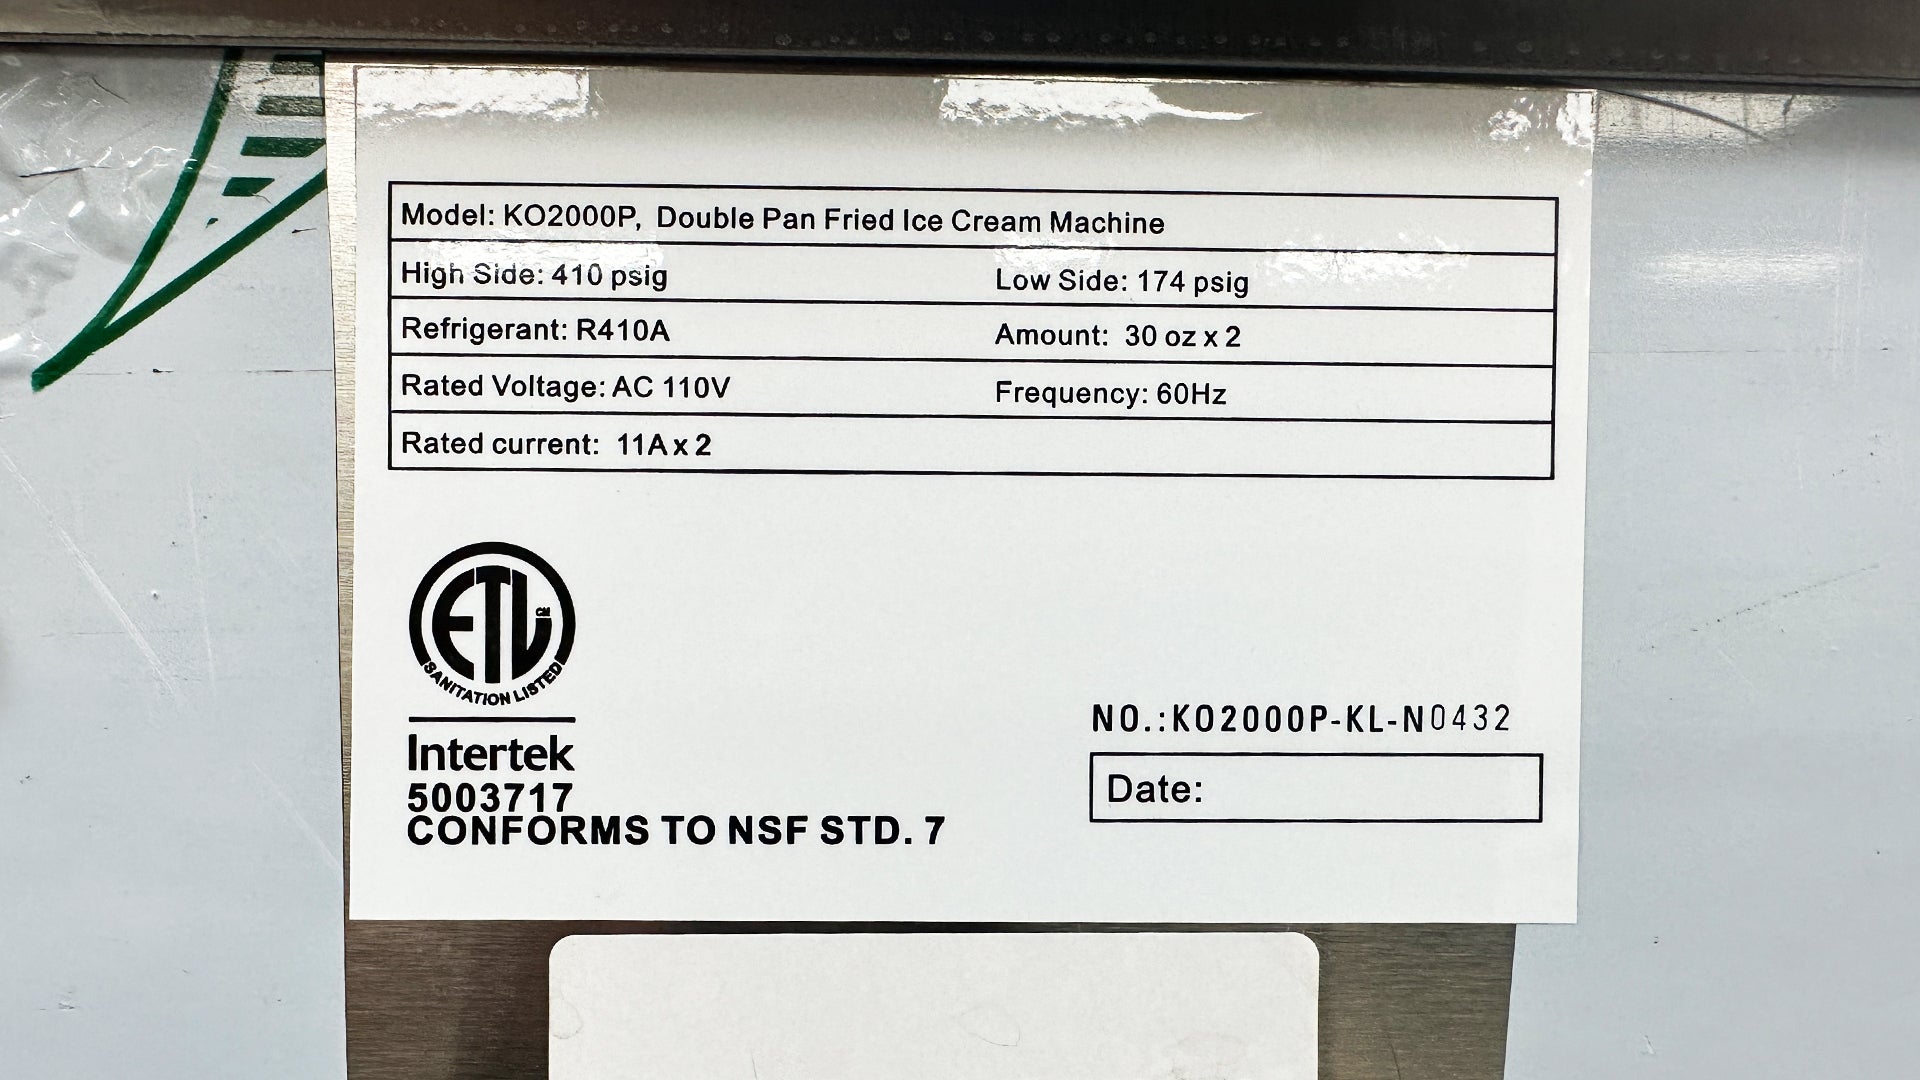 Model: KO2000P, Double Pan Fried Ice Cream Machine
High Side: 410 psig Low Side: 174 psig
Refrigerant: R410A Amount: 30 oz x 2
Rated Voltage: AC 110V Frequency: 60Hz
Rated current: 11A x 2
ETL CM
SANITATION LISTED
Intertek
5003717
CONFORMS TO NSF STD. 7
NO.:KO2000P-KL-N0432
Date: